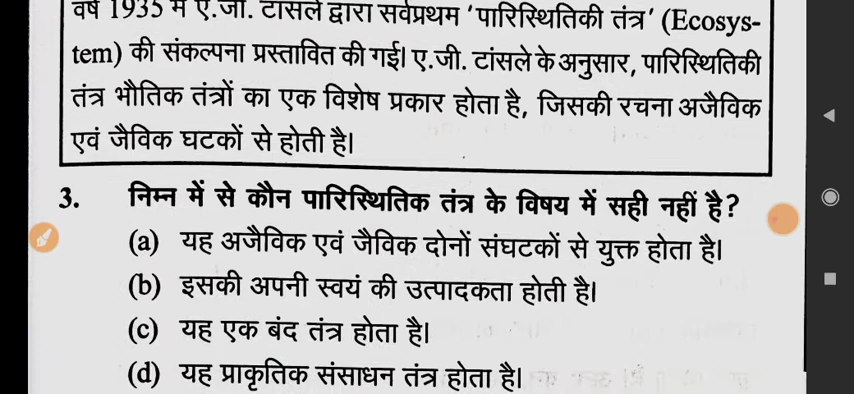 वर्ष 1935 में ए.जी. टांसले द्वारा सर्वप्रथम ‘पारिस्थितिकी तंत्र’ (Ecosys-
tem) की संकल्पना प्रस्तावित की गई। ए.जी. टांसले के अनुसार, पारिस्थितिकी
तंत्र भौतिक तंत्रों का एक विशेष प्रकार होता है, जिसकी रचना अजैविक
एवं जैविक घटकों से होती है।
3. निम्न में से कौन पारिस्थितिक तंत्र के विषय में सही नहीं है?
(a) यह अजैविक एवं जैविक दोनों संघटकों से युक्त होता है।
(b) इसकी अपनी स्वयं की उत्पादकता होती है।
(c) यह एक बंद तंत्र होता है।
(d) यह प्राकृतिक संसाधन तंत्र होता है।